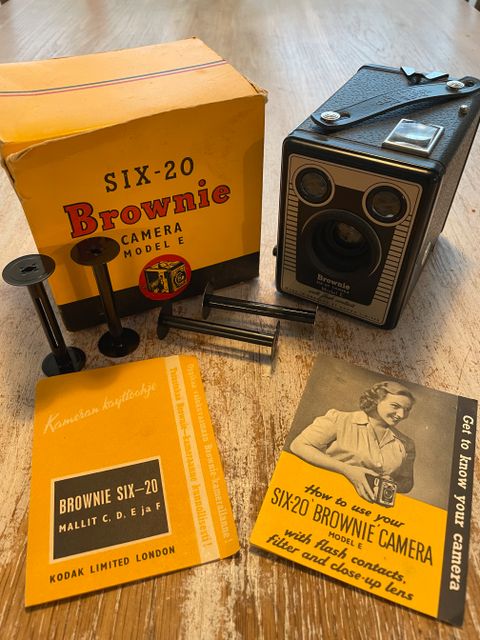 SIX-20
Brownie
CAMERA
MODEL E
Brownie
Kameran käyttöohje
BROWNIE SIX-20
MALLIT C, D, E ja F
KODAK LIMITED LONDON
Get to know your camera
How to use your
SIX-20 'BROWNIE CAMERA
MODEL E
with flash contacts,
filter and close-up lens